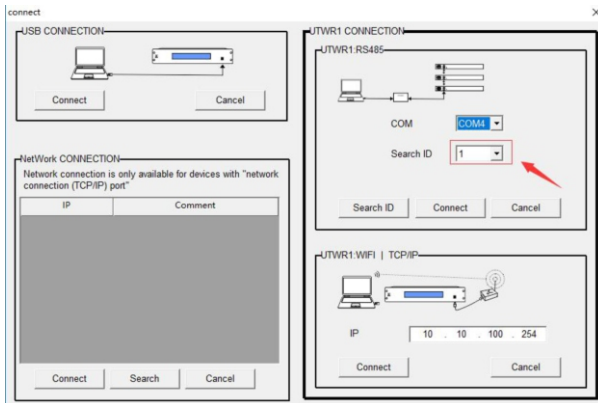 connect
USB CONNECTION
Connect
Cancel
NetWork CONNECTION
Network connection is only available for devices with "network
connection (TCP/IP) port"
IP
Comment
Connect
Search
Cancel
UTWR1 CONNECTION
UTWR1:RS485
COM
COM4
Search ID
1
Search ID
Connect
Cancel
UTWR1:WIFI | TCP/IP
IP
10 . 10 . 100 . 254
Connect
Cancel